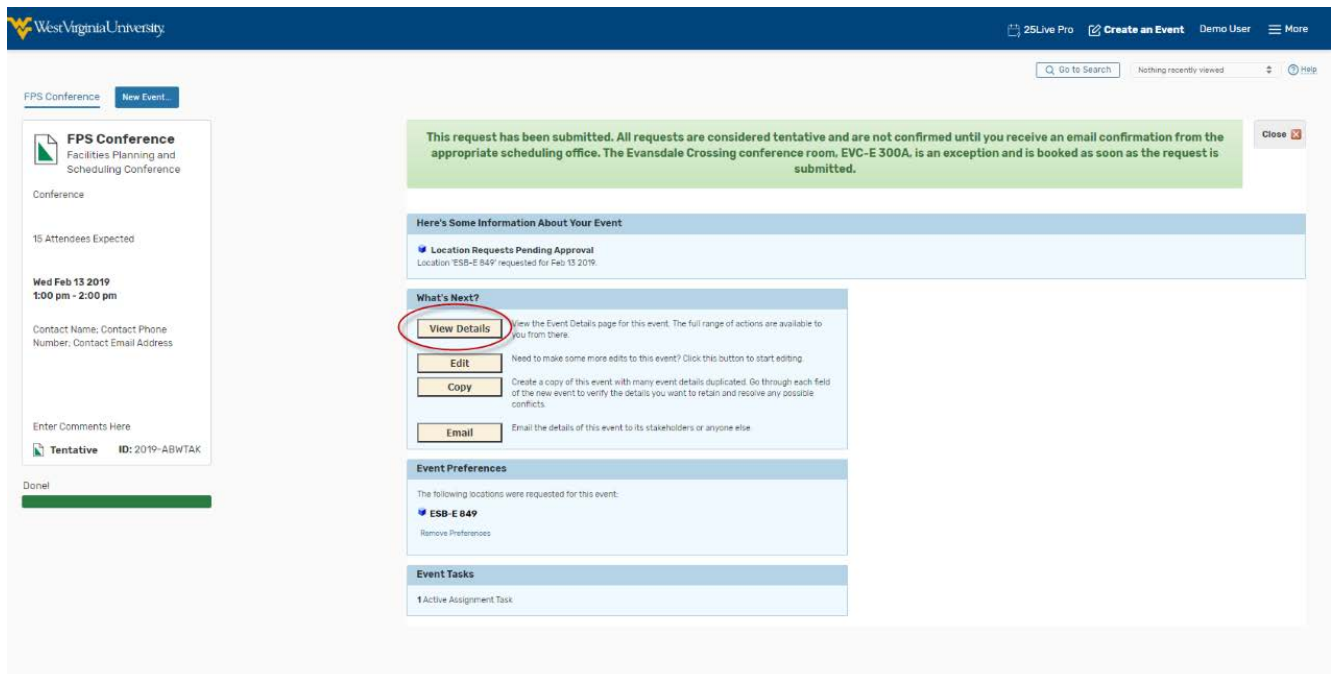 WestVirginiaUniversity.
25Live Pro Create an Event Demo User More
Go to Search Nothing recently viewed Help
FPS Conference New Event...
FPS Conference
Facilities Planning and
Scheduling Conference
Conference
15 Attendees Expected
Wed Feb 13 2019
1:00 pm - 2:00 pm
Contact Name; Contact Phone
Number; Contact Email Address
Enter Comments Here
Tentative ID: 2019-ABWTAK
Done!
This request has been submitted. All requests are considered tentative and are not confirmed until you receive an email confirmation from the
appropriate scheduling office. The Evansdale Crossing conference room, EVC-E 300A, is an exception and is booked as soon as the request is
submitted.
Close
Here's Some Information About Your Event
Location Requests Pending Approval
Location 'ESB-E 849' requested for Feb 13 2019.
What's Next?
View Details
View the Event Details page for this event. The full range of actions are available to
you from there.
Edit
Need to make some more edits to this event? Click this button to start editing.
Copy
Create a copy of this event with many event details duplicated. Go through each field
of the new event to verify the details you want to retain and resolve any possible
conflicts.
Email
Email the details of this event to its stakeholders or anyone else
Event Preferences
The following locations were requested for this event:
ESB-E 849
Remove Preferences
Event Tasks
1 Active Assignment Task